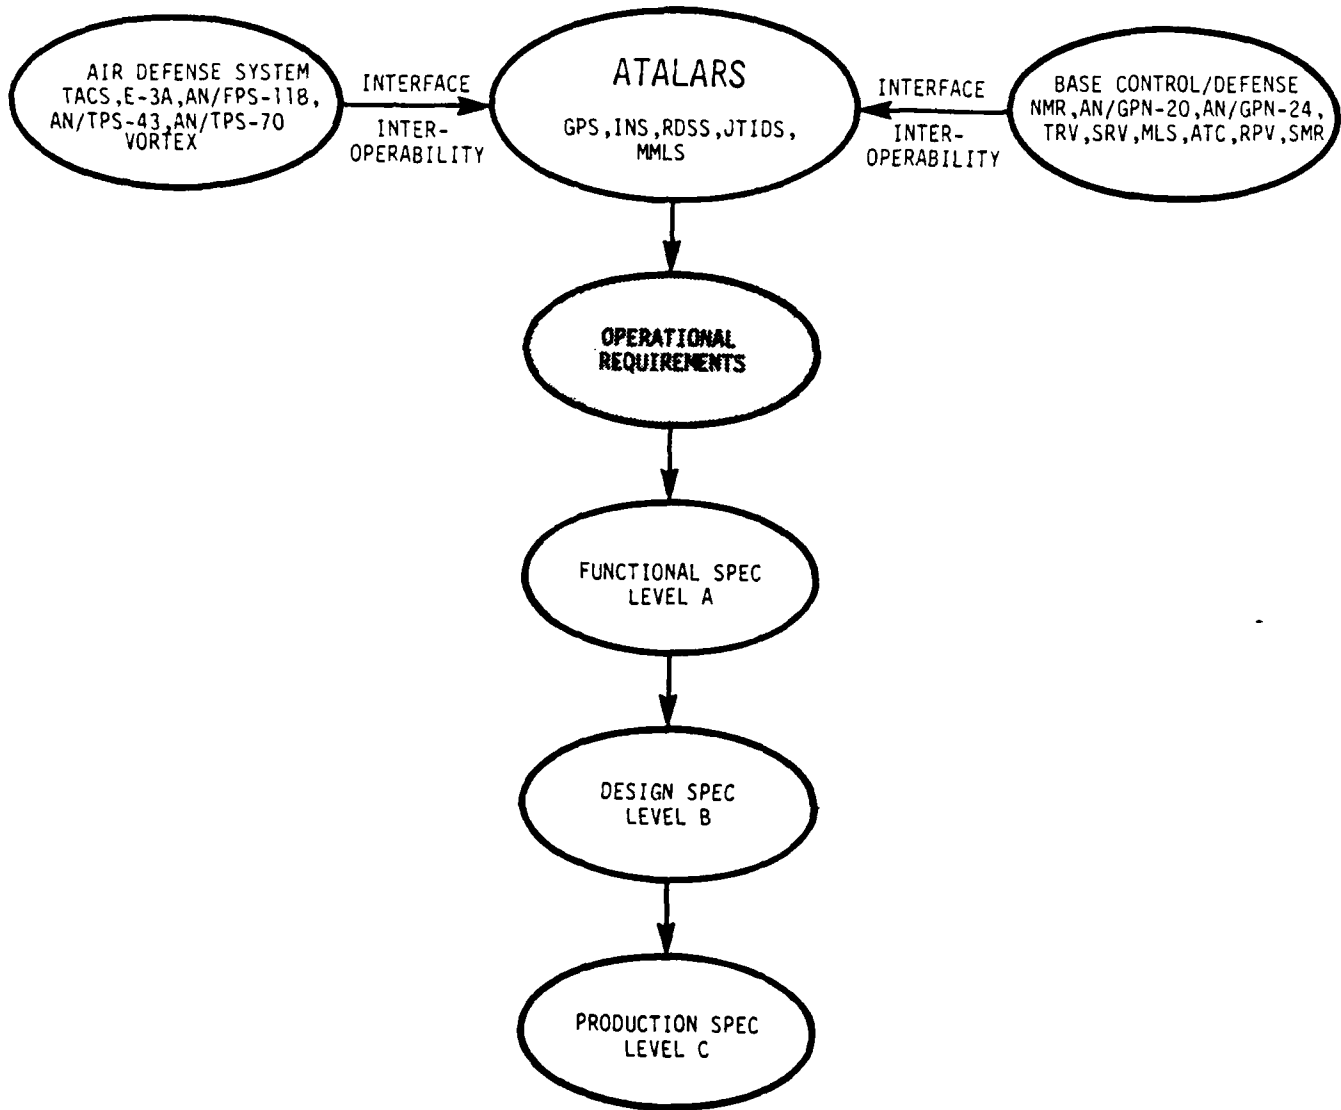 AIR DEFENSE SYSTEM
TACS,E-3A,AN/FPS-118,
AN/TPS-43,AN/TPS-70
VORTEX
INTERFACE
INTER-
OPERABILITY
ATALARS
GPS,INS,RDSS,JTIDS,
MMLS
INTERFACE
INTER-
OPERABILITY
BASE CONTROL/DEFENSE
NMR,AN/GPN-20,AN/GPN-24,
TRV,SRV,MLS,ATC,RPV,SMR
OPERATIONAL
REQUIREMENTS
FUNCTIONAL SPEC
LEVEL A
DESIGN SPEC
LEVEL B
PRODUCTION SPEC
LEVEL C